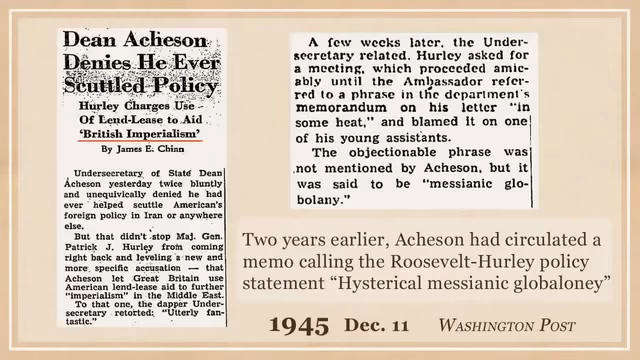 Dean Acheson
Denies He Ever
Scuttled Policy
Hurley Charges Use
Of Lend-Lease to Aid
‘British Imperialism’
By James E. Chinn
Undersecretary of State Dean
Acheson yesterday twice bluntly
and unequivically denied he had
ever helped scuttle American's
foreign policy in Iran or anywhere
else.
But that didn't stop Maj. Gen.
Patrick J. Hurley from coming
right back and leveling a new and
more specific accusation — that
Acheson let Great Britain use
American lend-lease aid to further
“imperialism” in the Middle East.
To that one, the dapper Under-
secretary retorted: “Utterly fan-
tastic.”
A few weeks later, the Under-
secretary related, Hurley asked for
a meeting, which proceeded amic-
ably until the Ambassador refer-
red to a phrase in the department's
memorandum on his letter “in
some heat,” and blamed it on one
of his young assistants.
The objectionable phrase was
not mentioned by Acheson, but it
was said to be “messianic glo-
bolany.”
Two years earlier, Acheson had circulated a
memo calling the Roosevelt-Hurley policy
statement “Hysterical messianic globaloney”
1945 Dec. 11 Washington Post